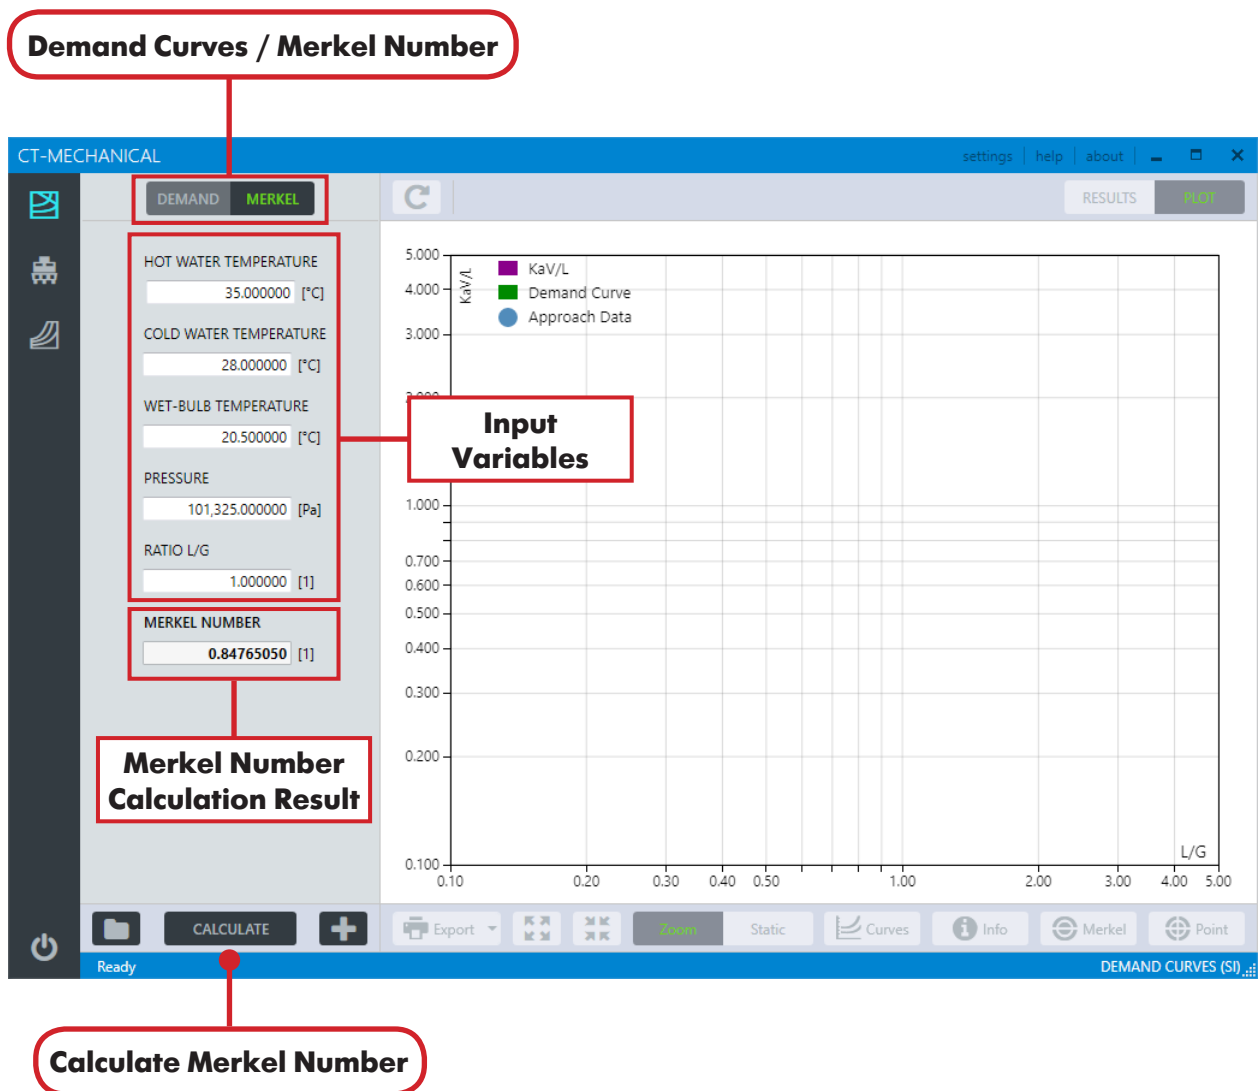 Demand Curves / Merkel Number
CT-MECHANICAL
settings help about
DEMAND MERKEL
RESULTS PLOT
HOT WATER TEMPERATURE
35.000000 [°C]
COLD WATER TEMPERATURE
28.000000 [°C]
WET-BULB TEMPERATURE
20.500000 [°C]
PRESSURE
101,325.000000 [Pa]
RATIO L/G
1.000000 [1]
MERKEL NUMBER
0.84765050 [1]
Input
Variables
Merkel Number
Calculation Result
KaV/L
KaV/L
Demand Curve
Approach Data
5.000
4.000
3.000
1.000
0.700
0.600
0.500
0.400
0.300
0.200
0.100
L/G
0.10 0.20 0.30 0.40 0.50 1.00 2.00 3.00 4.00 5.00
CALCULATE
Export Zoom Static Curves Info Merkel Point
Ready
DEMAND CURVES (SI)
Calculate Merkel Number